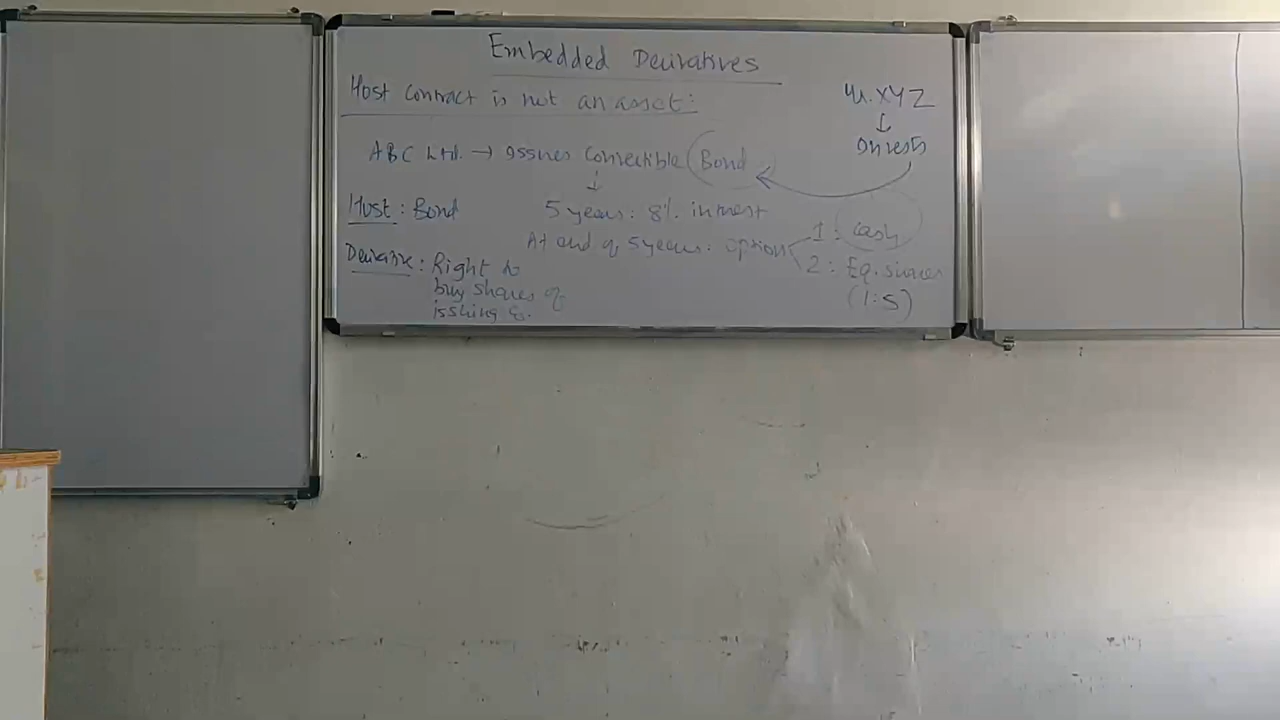 Embedded Derivatives
Host Contract is not an asset:
Mr. XYZ
↓
Invests
ABC Ltd. → Issues Convertible Bond
↓
5 years: 8% interest
At end of 5 years: option
1: Cash
2: Eq. shares
(1:5)
Host: Bond
Derivative: Right to
buy shares of
issuing Co.